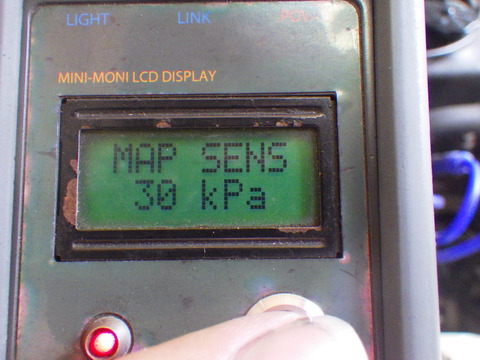 LIGHT LINK
MINI-MONI LCD DISPLAY
MAP SENS
30 kPa